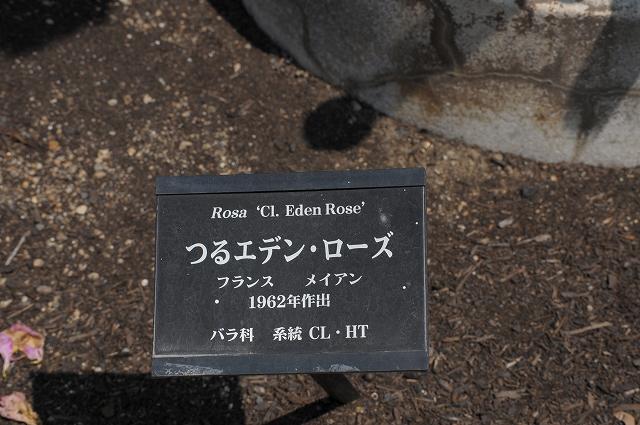 Rosa 'Cl. Eden Rose'
つるエデン・ローズ
フランス　メイアン
1962年作出
バラ科　系統 CL・HT